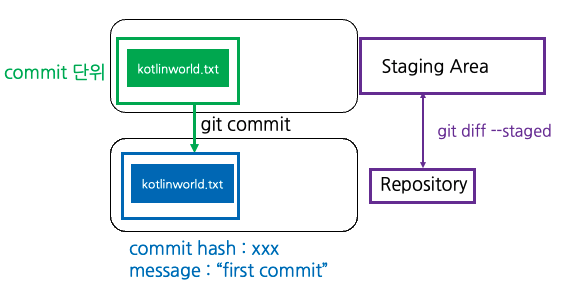 commit 단위
kotlinworld.txt
Staging Area
git commit
git diff --staged
kotlinworld.txt
Repository
commit hash : xxx
message : “first commit”